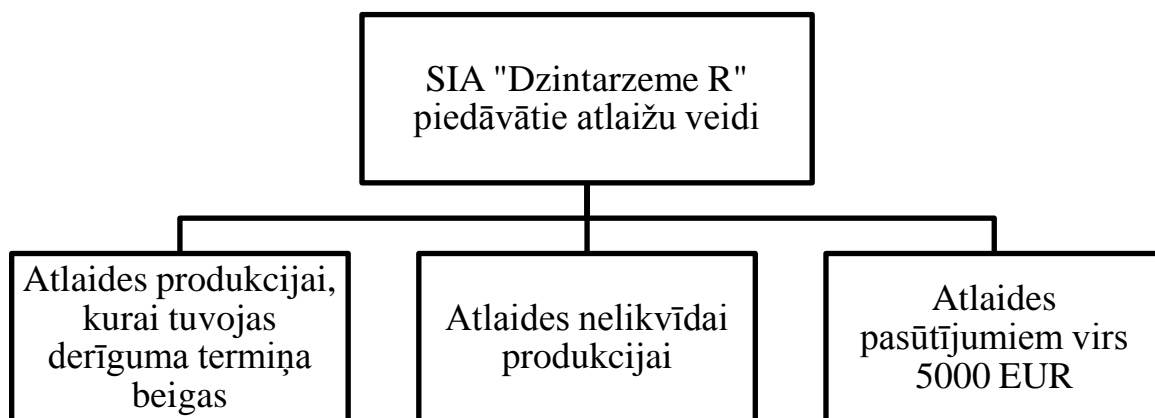 SIA "Dzintarzeme R"
piedāvātie atlaižu veidi
Atlaides produkcijai,
kurai tuvojas
derīguma termiņa
beigas
Atlaides nelikvīdai
produkcijai
Atlaides
pasūtījumiem virs
5000 EUR